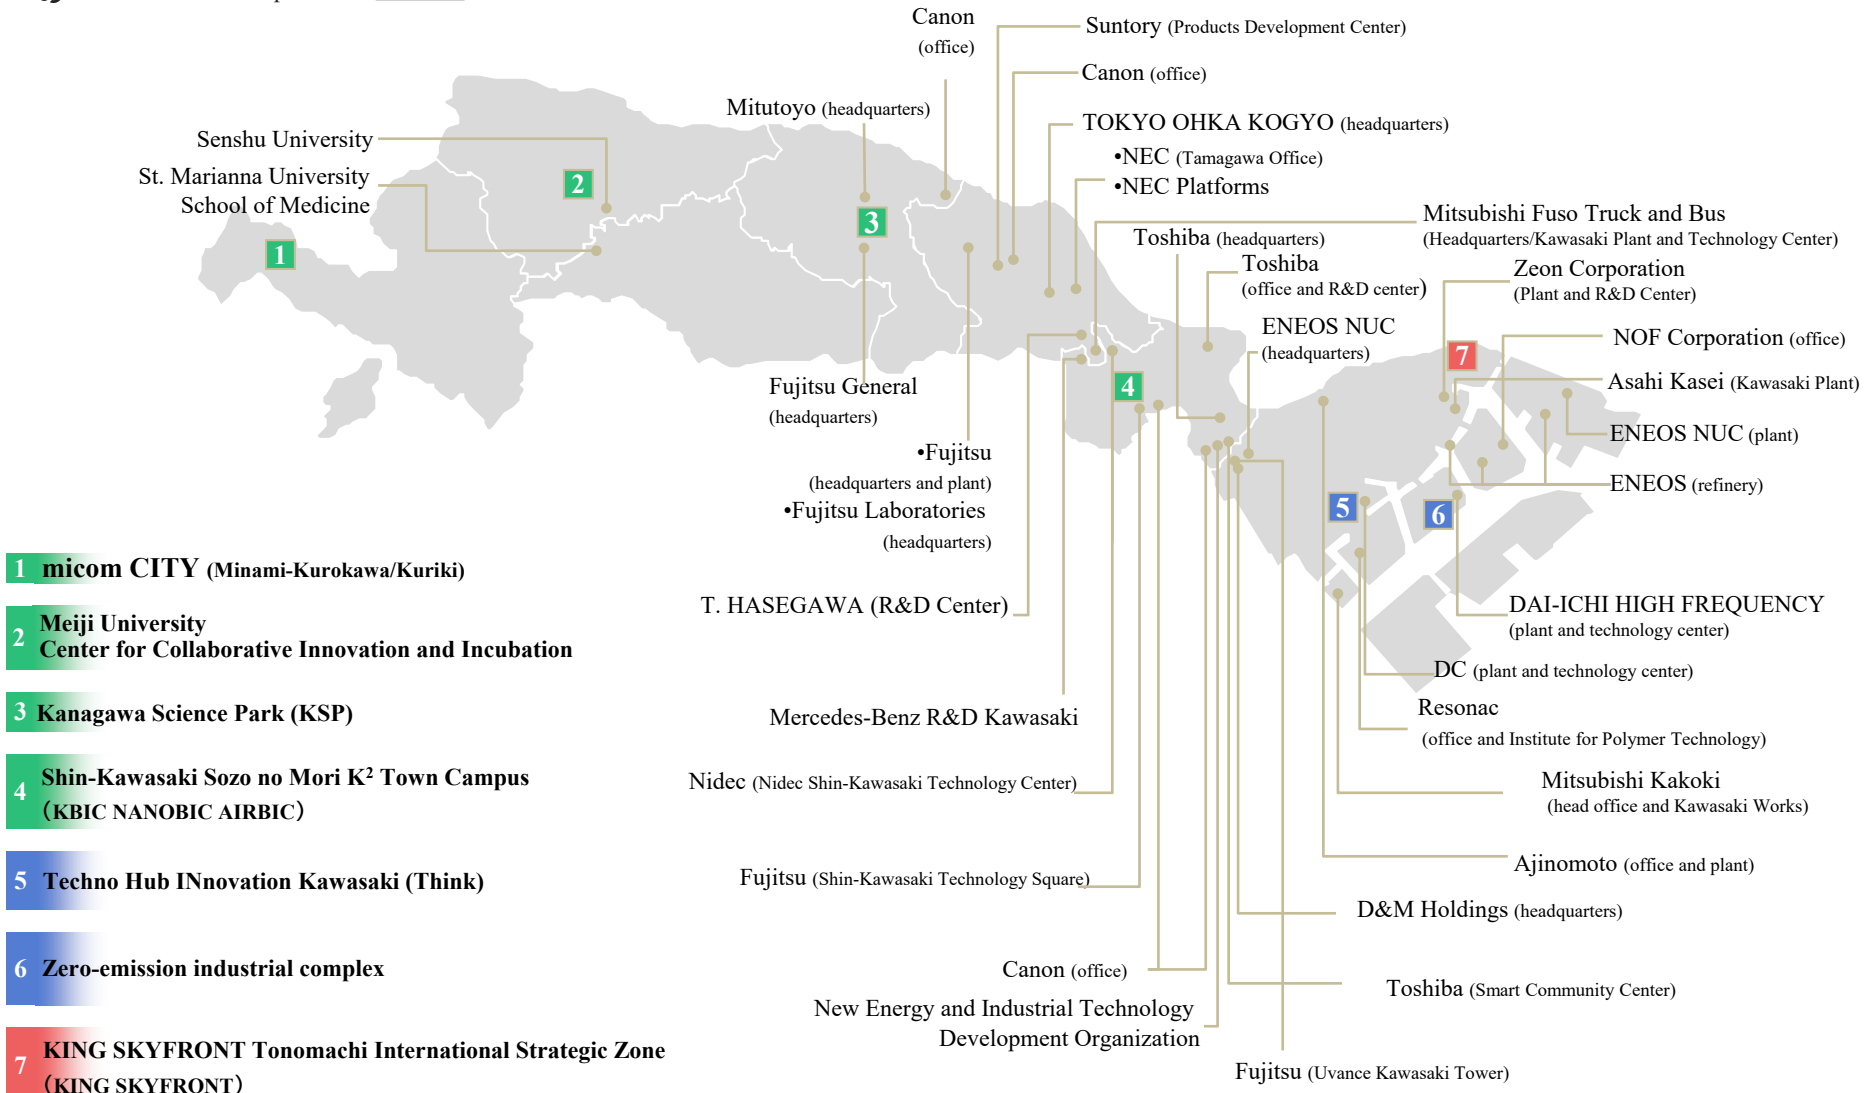 Canon
(office)
Suntory (Products Development Center)
Canon (office)
Mitutoyo (headquarters)
TOKYO OHKA KOGYO (headquarters)
Senshu University
•NEC (Tamagawa Office)
•NEC Platforms
St. Marianna University
School of Medicine
2
3
1
Mitsubishi Fuso Truck and Bus
(Headquarters/Kawasaki Plant and Technology Center)
Toshiba (headquarters)
Toshiba
(office and R&D center)
Zeon Corporation
(Plant and R&D Center)
ENEOS NUC
(headquarters)
NOF Corporation (office)
7
4
Asahi Kasei (Kawasaki Plant)
Fujitsu General
(headquarters)
ENEOS NUC (plant)
•Fujitsu
(headquarters and plant)
•Fujitsu Laboratories
(headquarters)
ENEOS (refinery)
5
6
1 micom CITY (Minami-Kurokawa/Kuriki)
T. HASEGAWA (R&D Center)
DAI-ICHI HIGH FREQUENCY
(plant and technology center)
2 Meiji University
Center for Collaborative Innovation and Incubation
DC (plant and technology center)
3 Kanagawa Science Park (KSP)
Mercedes-Benz R&D Kawasaki
Resonac
(office and Institute for Polymer Technology)
4 Shin-Kawasaki Sozo no Mori K² Town Campus
（KBIC NANOBIC AIRBIC）
Nidec (Nidec Shin-Kawasaki Technology Center)
Mitsubishi Kakoki
(head office and Kawasaki Works)
Ajinomoto (office and plant)
5 Techno Hub INnovation Kawasaki (Think)
Fujitsu (Shin-Kawasaki Technology Square)
D&M Holdings (headquarters)
6 Zero-emission industrial complex
Canon (office)
Toshiba (Smart Community Center)
New Energy and Industrial Technology
Development Organization
7 KING SKYFRONT Tonomachi International Strategic Zone
（KING SKYFRONT）
Fujitsu (Uvance Kawasaki Tower)